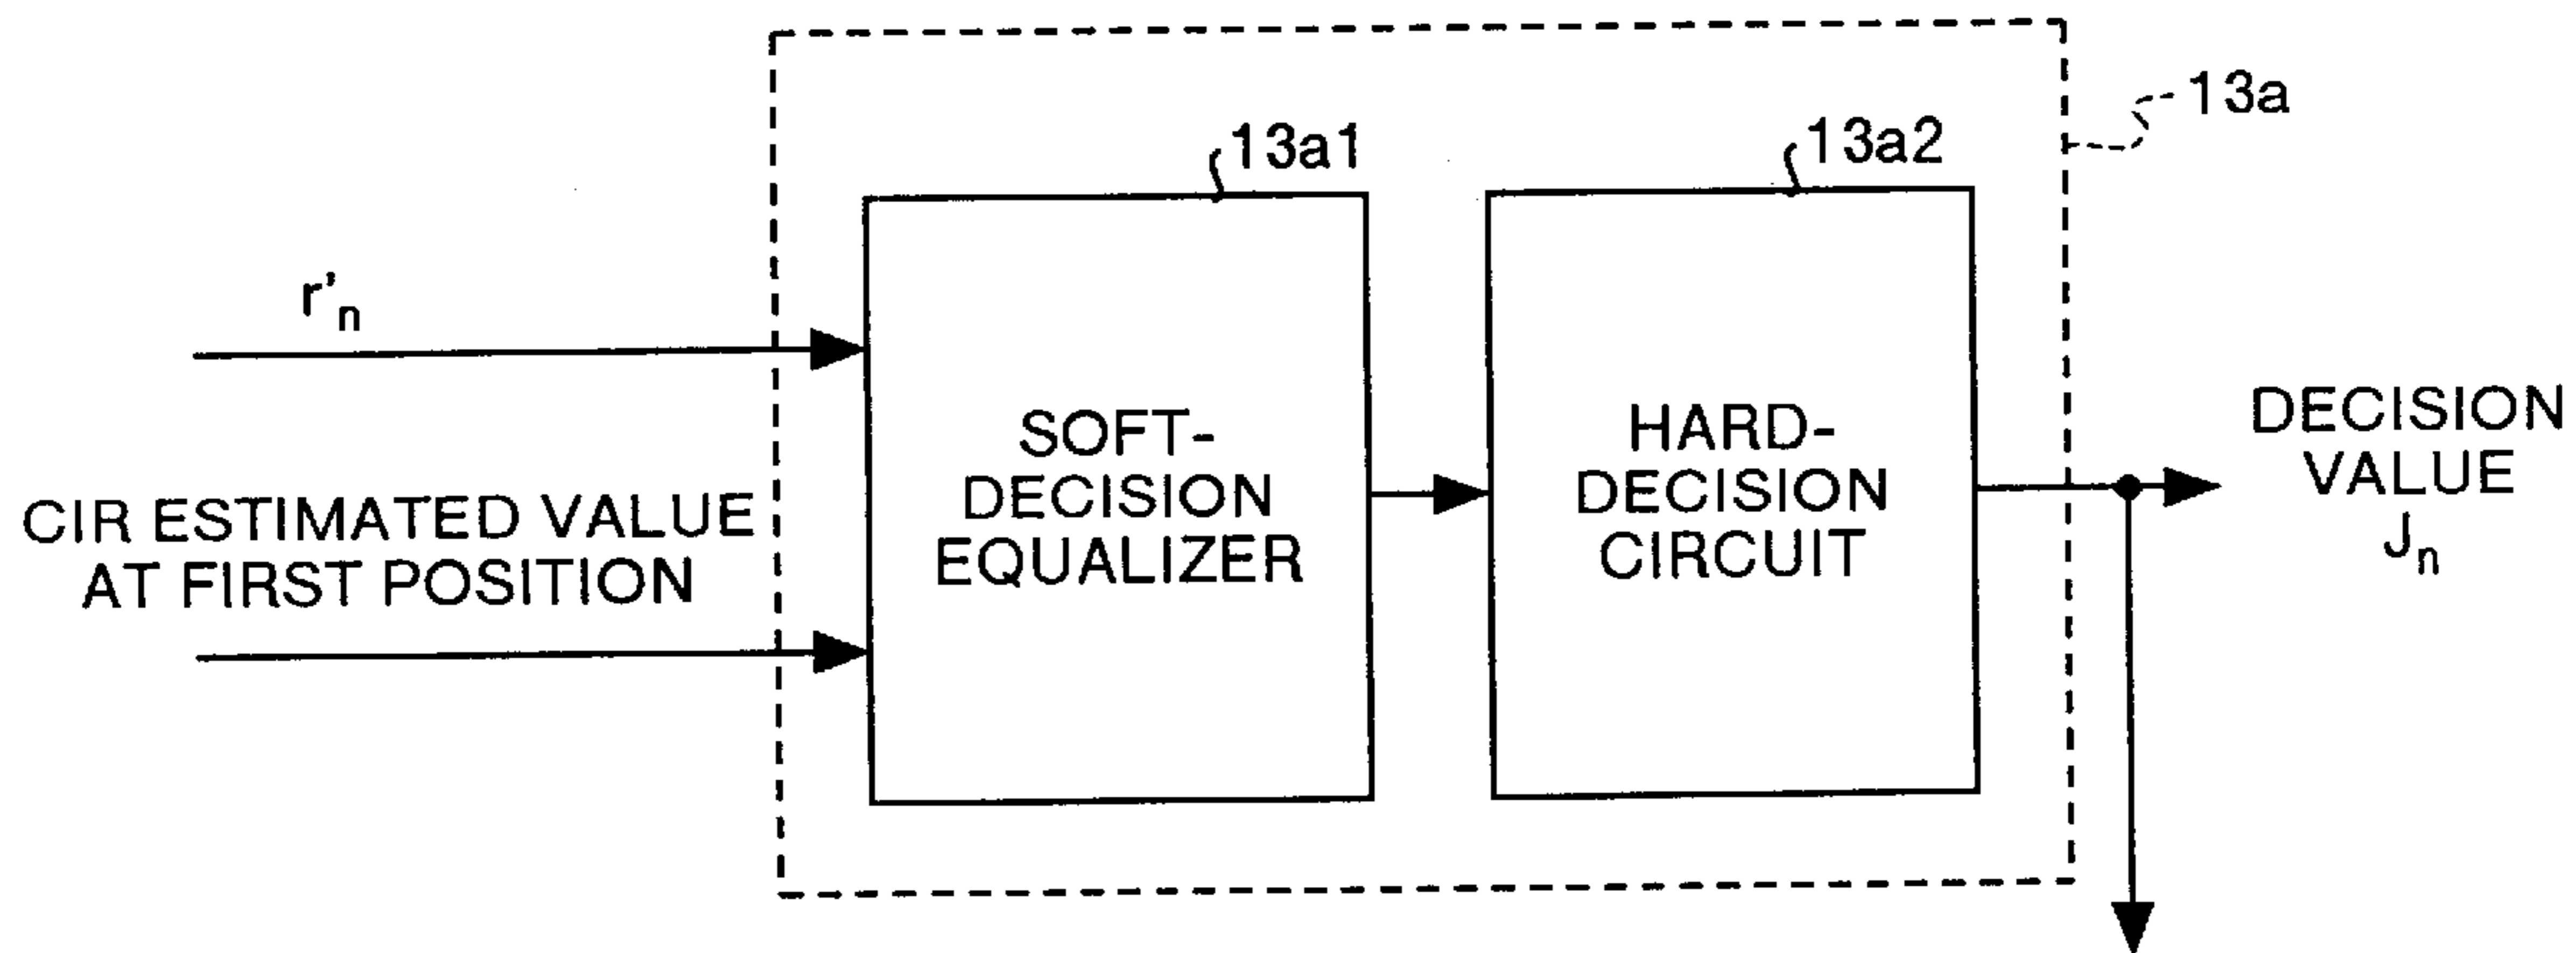 13a
13a1
13a2
r'n
SOFT-
DECISION
EQUALIZER
HARD-
DECISION
CIRCUIT
CIR ESTIMATED VALUE
AT FIRST POSITION
DECISION
VALUE
Jn